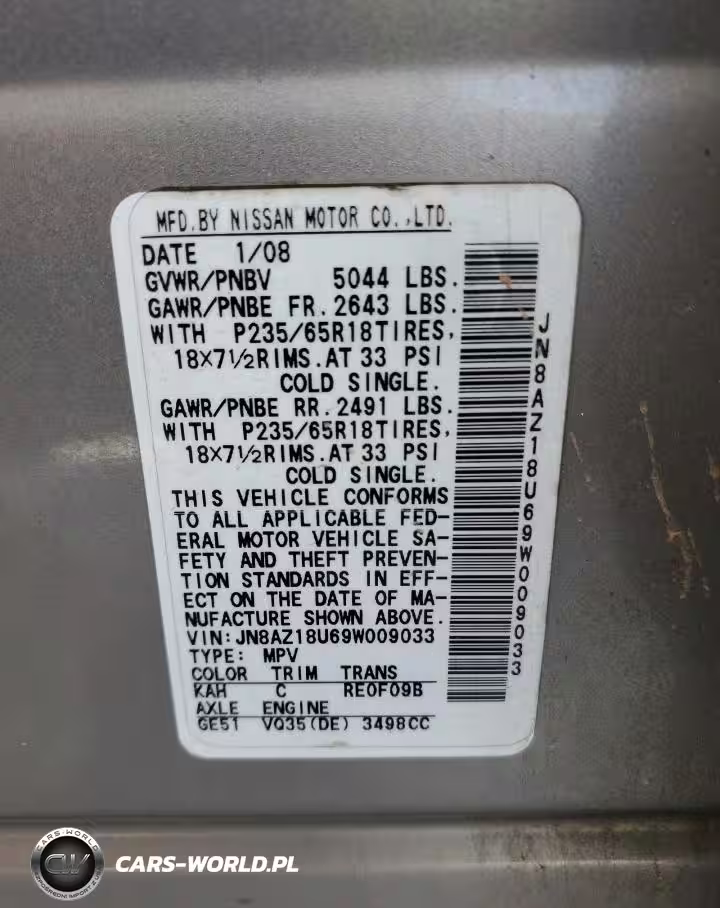 MFD.BY NISSAN MOTOR CO.,LTD.
DATE 1/08
GVWR/PNBV 5044 LBS.
GAWR/PNBE FR.2643 LBS.
WITH P235/65R18TIRES,
18X7½RIMS.AT 33 PSI
COLD SINGLE.
GAWR/PNBE RR.2491 LBS.
WITH P235/65R18TIRES,
18X7½RIMS.AT 33 PSI
COLD SINGLE.
THIS VEHICLE CONFORMS
TO ALL APPLICABLE FED-
ERAL MOTOR VEHICLE SA-
FETY AND THEFT PREVEN-
TION STANDARDS IN EFF-
ECT ON THE DATE OF MA-
NUFACTURE SHOWN ABOVE.
VIN:JN8AZ18U69W009033
TYPE: MPV
COLOR TRIM TRANS
KAH C RE0F09B
AXLE ENGINE
GE51 VQ35(DE) 3498CC
JN8AZ18U69W009033
CARS-WORLD
CW
CARS-WORLD.PL